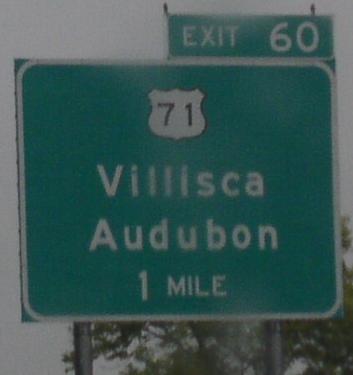 EXIT 60
71
Villisca
Audubon
1 MILE